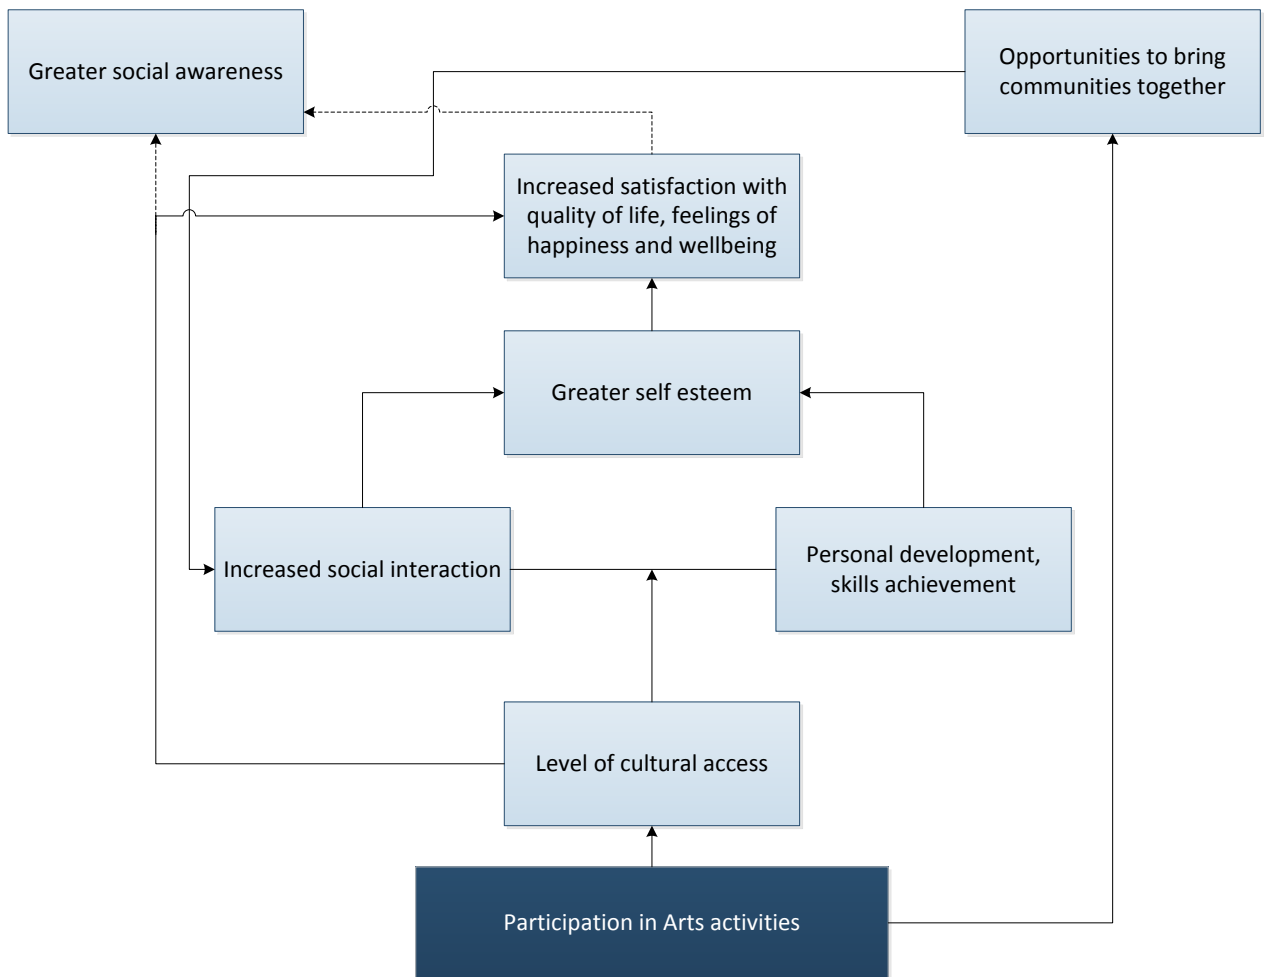 Greater social awareness
Opportunities to bring
communities together
Increased satisfaction with
quality of life, feelings of
happiness and wellbeing
Greater self esteem
Increased social interaction
Personal development,
skills achievement
Level of cultural access
Participation in Arts activities